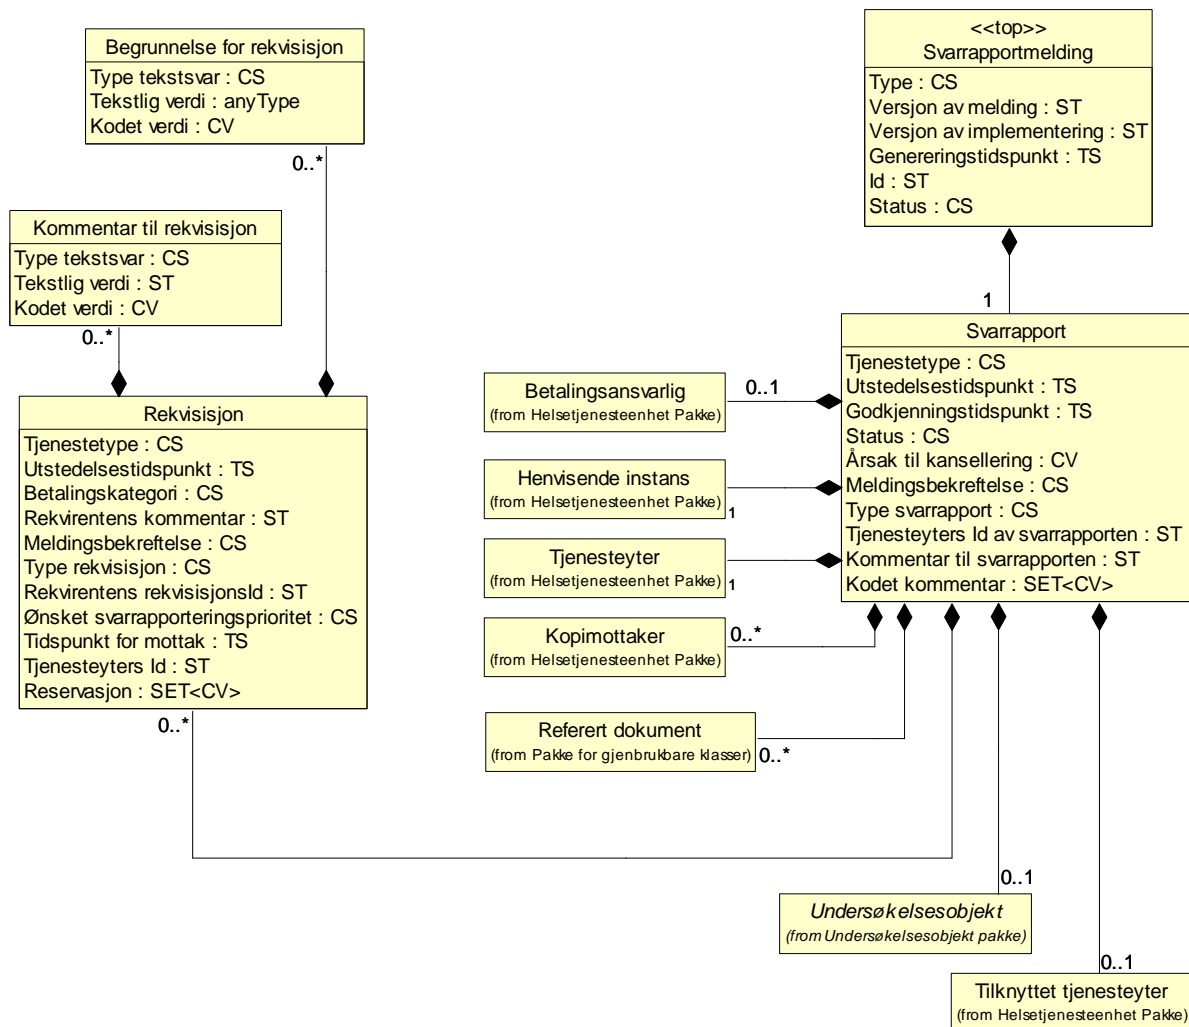 Begrunnelse for rekvisisjon
Type tekstsvar : CS
Tekstlig verdi : anyType
Kodet verdi : CV
0..*
Kommentar til rekvisisjon
Type tekstsvar : CS
Tekstlig verdi : ST
Kodet verdi : CV
0..*
Rekvisisjon
Tjenestetype : CS
Utstedelsestidspunkt : TS
Betalingskategori : CS
Rekvirentens kommentar : ST
Meldingsbekreftelse : CS
Type rekvisisjon : CS
Rekvirentens rekvisisjonsId : ST
Ønsket svarrapporteringsprioritet : CS
Tidspunkt for mottak : TS
Tjenesteyters Id : ST
Reservasjon : SET<CV>
0..*
<<top>>
Svarrapportmelding
Type : CS
Versjon av melding : ST
Versjon av implementering : ST
Genereringstidspunkt : TS
Id : ST
Status : CS
1
Svarrapport
Tjenestetype : CS
Utstedelsestidspunkt : TS
Godkjenningstidspunkt : TS
Status : CS
Årsak til kansellering : CV
Meldingsbekreftelse : CS
Type svarrapport : CS
Tjenesteyters Id av svarrapporten : ST
Kommentar til svarrapporten : ST
Kodet kommentar : SET<CV>
Betalingsansvarlig
(from Helsetjenesteenhet Pakke)
0..1
Henvisende instans
(from Helsetjenesteenhet Pakke)
1
Tjenesteyter
(from Helsetjenesteenhet Pakke)
1
Kopimottaker
(from Helsetjenesteenhet Pakke)
0..*
Referert dokument
(from Pakke for gjenbrukbare klasser)
0..*
0..1
Undersøkelsesobjekt
(from Undersøkelsesobjekt pakke)
0..1
Tilknyttet tjenesteyter
(from Helsetjenesteenhet Pakke)